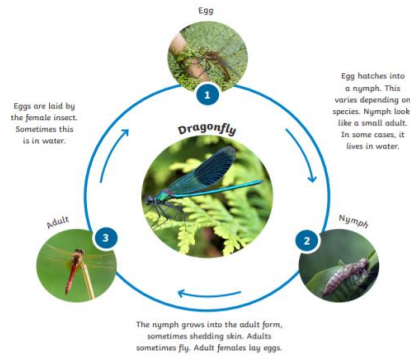 Egg
1
Egg hatches into
a nymph. This
varies depending on
species. Nymph look
like a small adult.
In some cases, it
lives in water.
Eggs are laid by
the female insect.
Sometimes this
is in water.
Dragonfly
Adult
3
2
Nymph
The nymph grows into the adult form,
sometimes shedding skin. Adults
sometimes fly. Adult females lay eggs.